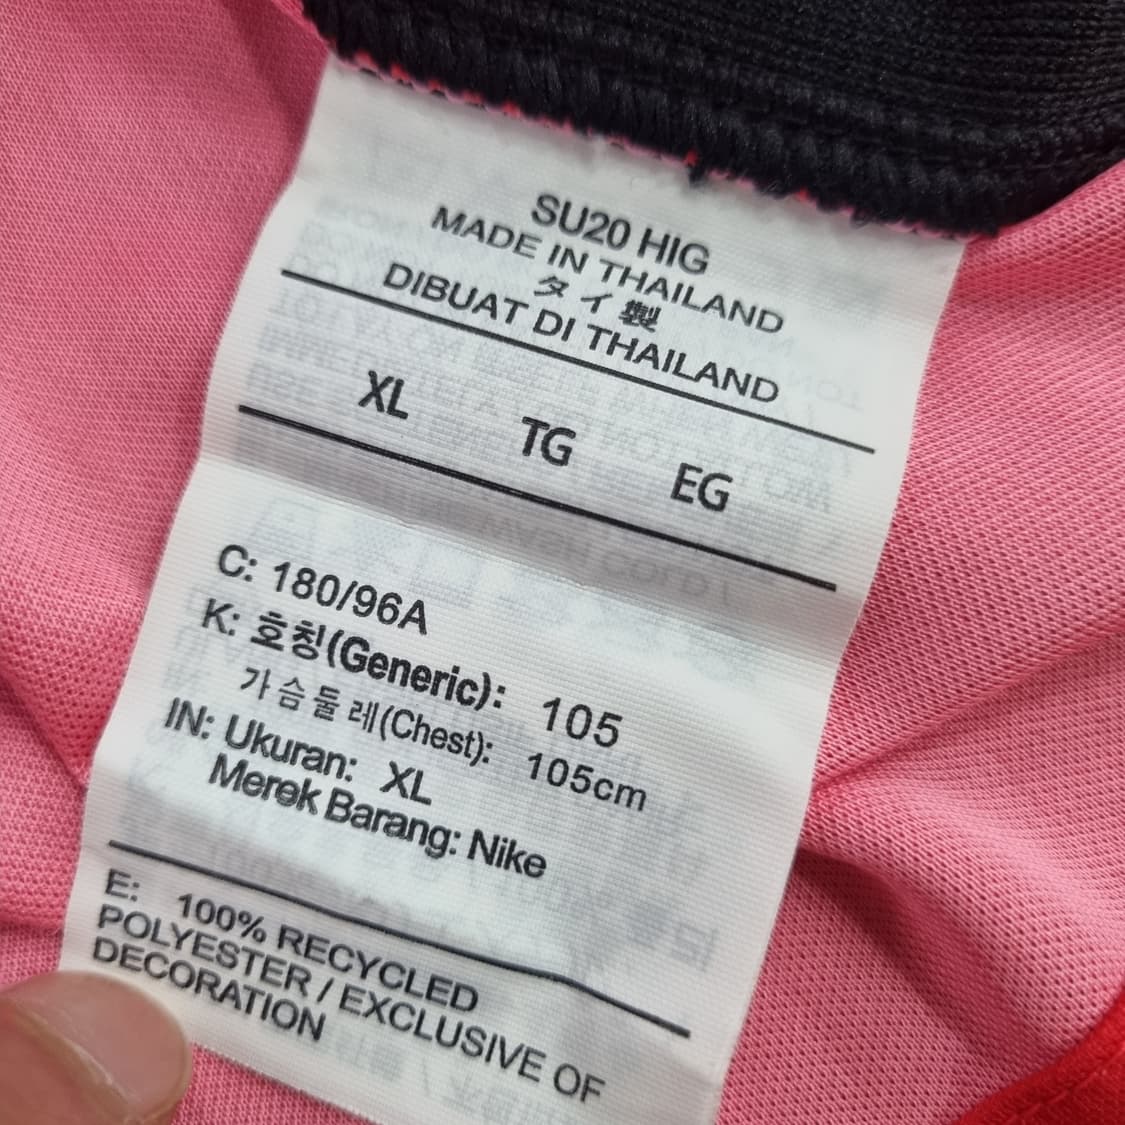 SU20 HIG
MADE IN THAILAND
タイ製
DIBUAT DI THAILAND
XL TG EG
C: 180/96A
K: 호칭(Generic): 105
가슴둘레(Chest): 105cm
IN: Ukuran: XL
Merek Barang: Nike
E: 100% RECYCLED
POLYESTER / EXCLUSIVE OF
DECORATION